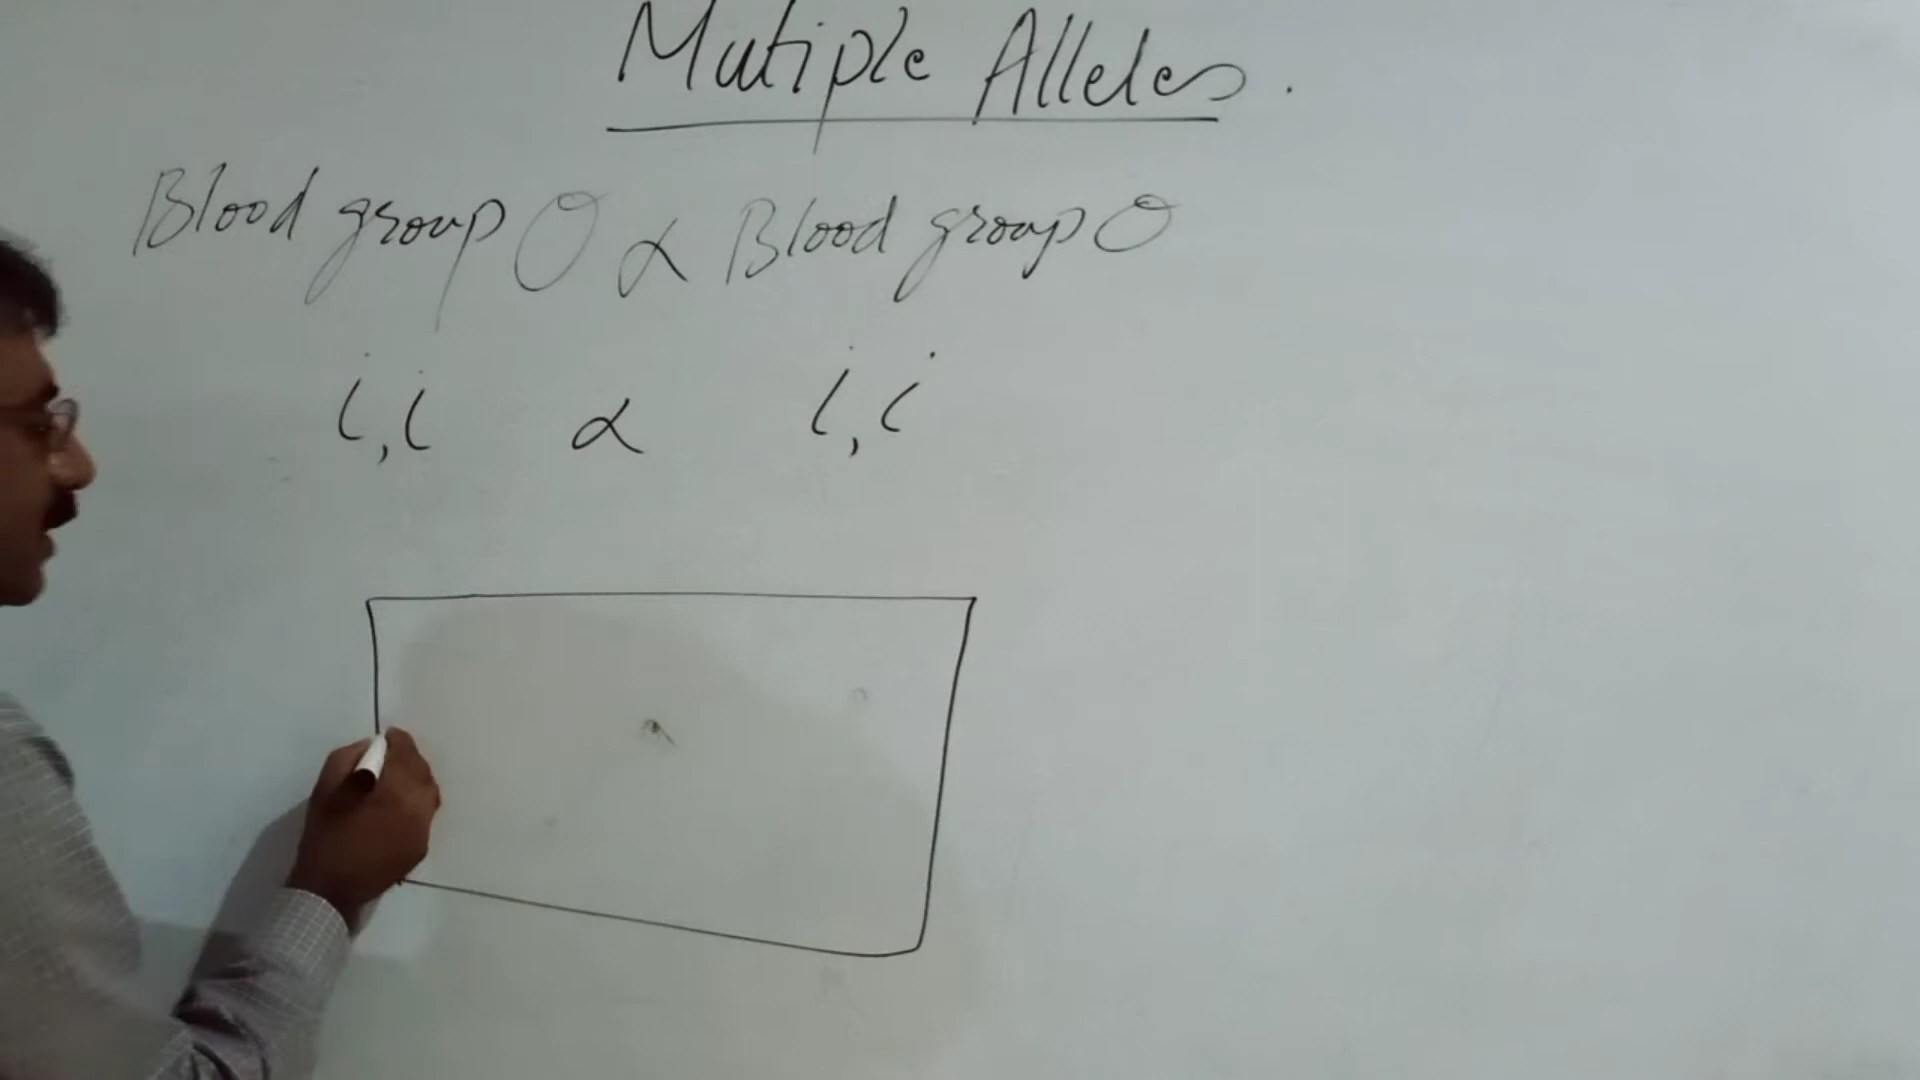 Mutiple Alleles.
Blood group O α Blood group O
i,i α i,i